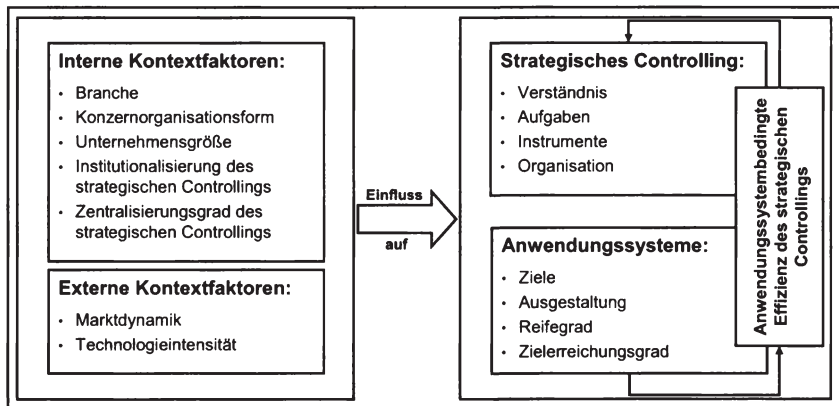 Interne Kontextfaktoren:
• Branche
• Konzernorganisationsform
• Unternehmensgröße
• Institutionalisierung des
strategischen Controllings
• Zentralisierungsgrad des
strategischen Controllings
Externe Kontextfaktoren:
• Marktdynamik
• Technologieintensität
Einfluss
auf
Strategisches Controlling:
• Verständnis
• Aufgaben
• Instrumente
• Organisation
Anwendungssysteme:
• Ziele
• Ausgestaltung
• Reifegrad
• Zielerreichungsgrad
Anwendungssystembedingte
Effizienz des strategischen
Controllings